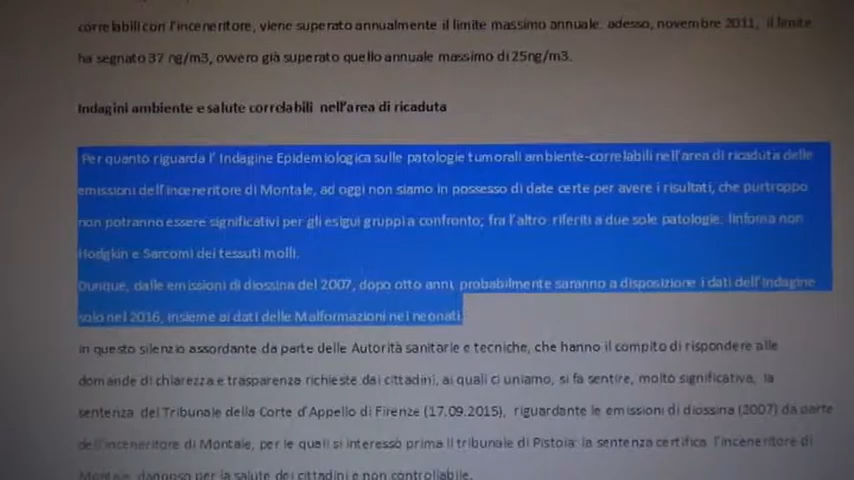 correlabili con l'inceneritore, viene superato annualmente il limite massimo annuale: adesso, novembre 2011, il limite
ha segnato 37 ng/m3, ovvero già superato quello annuale massimo di 25ng/m3.
Indagini ambiente e salute correlabili nell'area di ricaduta
Per quanto riguarda l' Indagine Epidemiologica sulle patologie tumorali ambiente-correlabili nell'area di ricaduta delle
emissioni dell'inceneritore di Montale, ad oggi non siamo in possesso di date certe per avere i risultati, che purtroppo
non potranno essere significativi per gli esigui gruppi a confronto; fra l'altro riferiti a due sole patologie: linfoma non
Hodgkin e Sarcomi dei tessuti molli.
Dunque, dalle emissioni di diossina del 2007, dopo otto anni, probabilmente saranno a disposizione i dati dell'Indagine
solo nel 2016, insieme ai dati delle Malformazioni nei neonati.
In questo silenzio assordante da parte delle Autorità sanitarie e tecniche, che hanno il compito di rispondere alle
domande di chiarezza e trasparenza richieste dai cittadini, ai quali ci uniamo, si fa sentire, molto significativa, la
sentenza del Tribunale della Corte d'Appello di Firenze (17.09.2015), riguardante le emissioni di diossina (2007) da parte
dell'inceneritore di Montale, per le quali si interessò prima il tribunale di Pistoia: la sentenza certifica l'inceneritore di
Montale, dannoso per la salute dei cittadini e non controllabile.